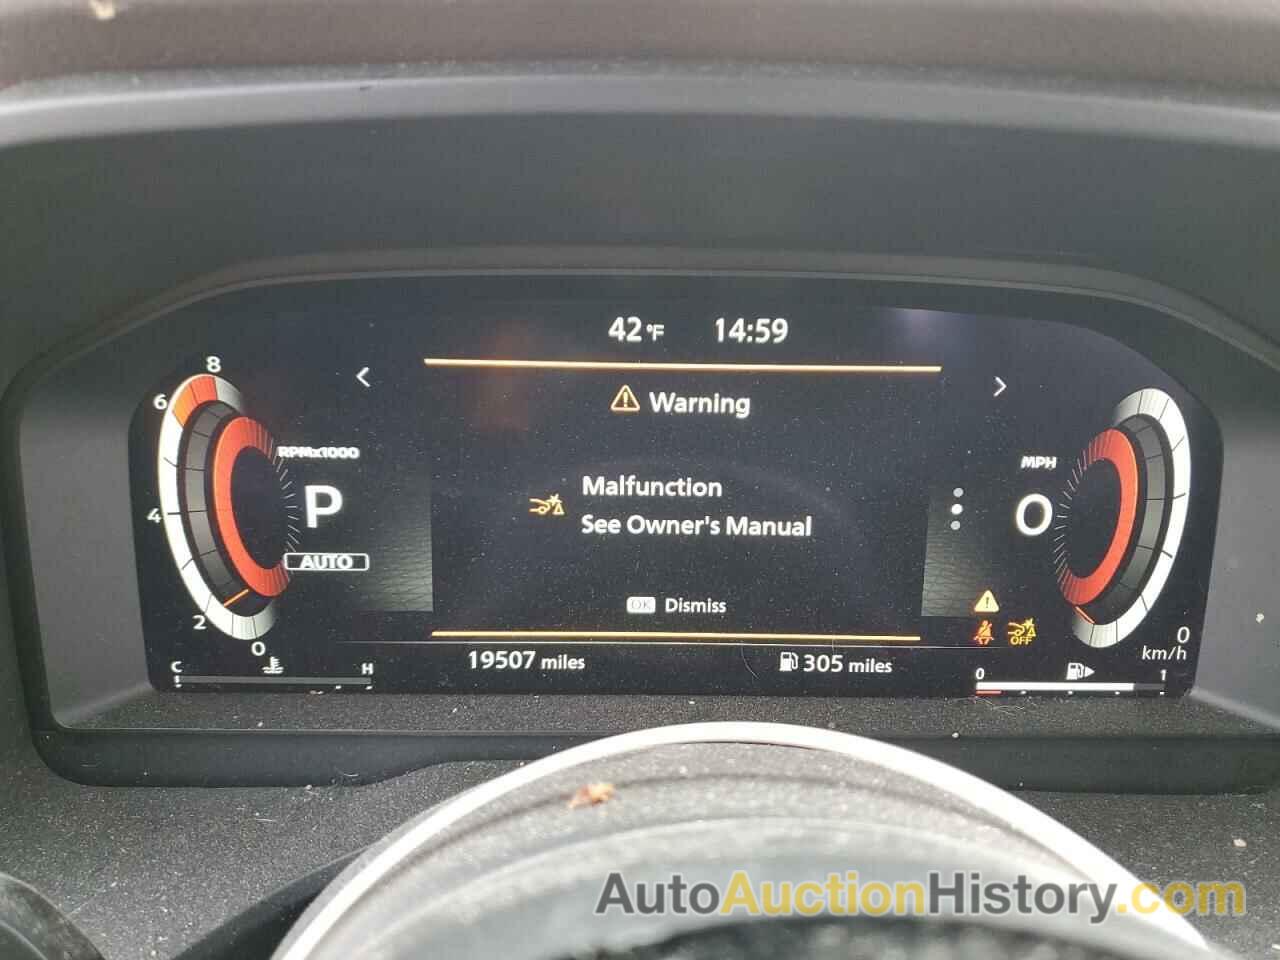 42 °F 14:59
Warning
Malfunction
See Owner's Manual
OK Dismiss
19507 miles 305 miles
8
6
4
2
0
RPMx1000
P
AUTO
C H
MPH
0
OFF
0
km/h
0 1
AutoAuctionHistory.com